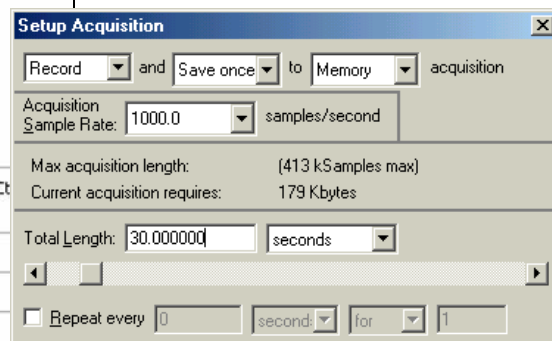 Setup Acquisition
Record and Save once to Memory acquisition
Acquisition
Sample Rate: 1000.0 samples/second
Max acquisition length: (413 kSamples max)
Current acquisition requires: 179 Kbytes
Total Length: 30.000000 seconds
Repeat every 0 second: for 1